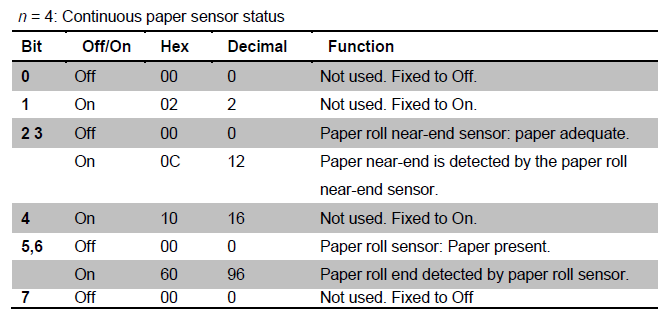 n = 4: Continuous paper sensor status
Bit Off/On Hex Decimal Function
0 Off 00 0 Not used. Fixed to Off.
1 On 02 2 Not used. Fixed to On.
2 3 Off 00 0 Paper roll near-end sensor: paper adequate.
On 0C 12 Paper near-end is detected by the paper roll
near-end sensor.
4 On 10 16 Not used. Fixed to On.
5,6 Off 00 0 Paper roll sensor: Paper present.
On 60 96 Paper roll end detected by paper roll sensor.
7 Off 00 0 Not used. Fixed to Off